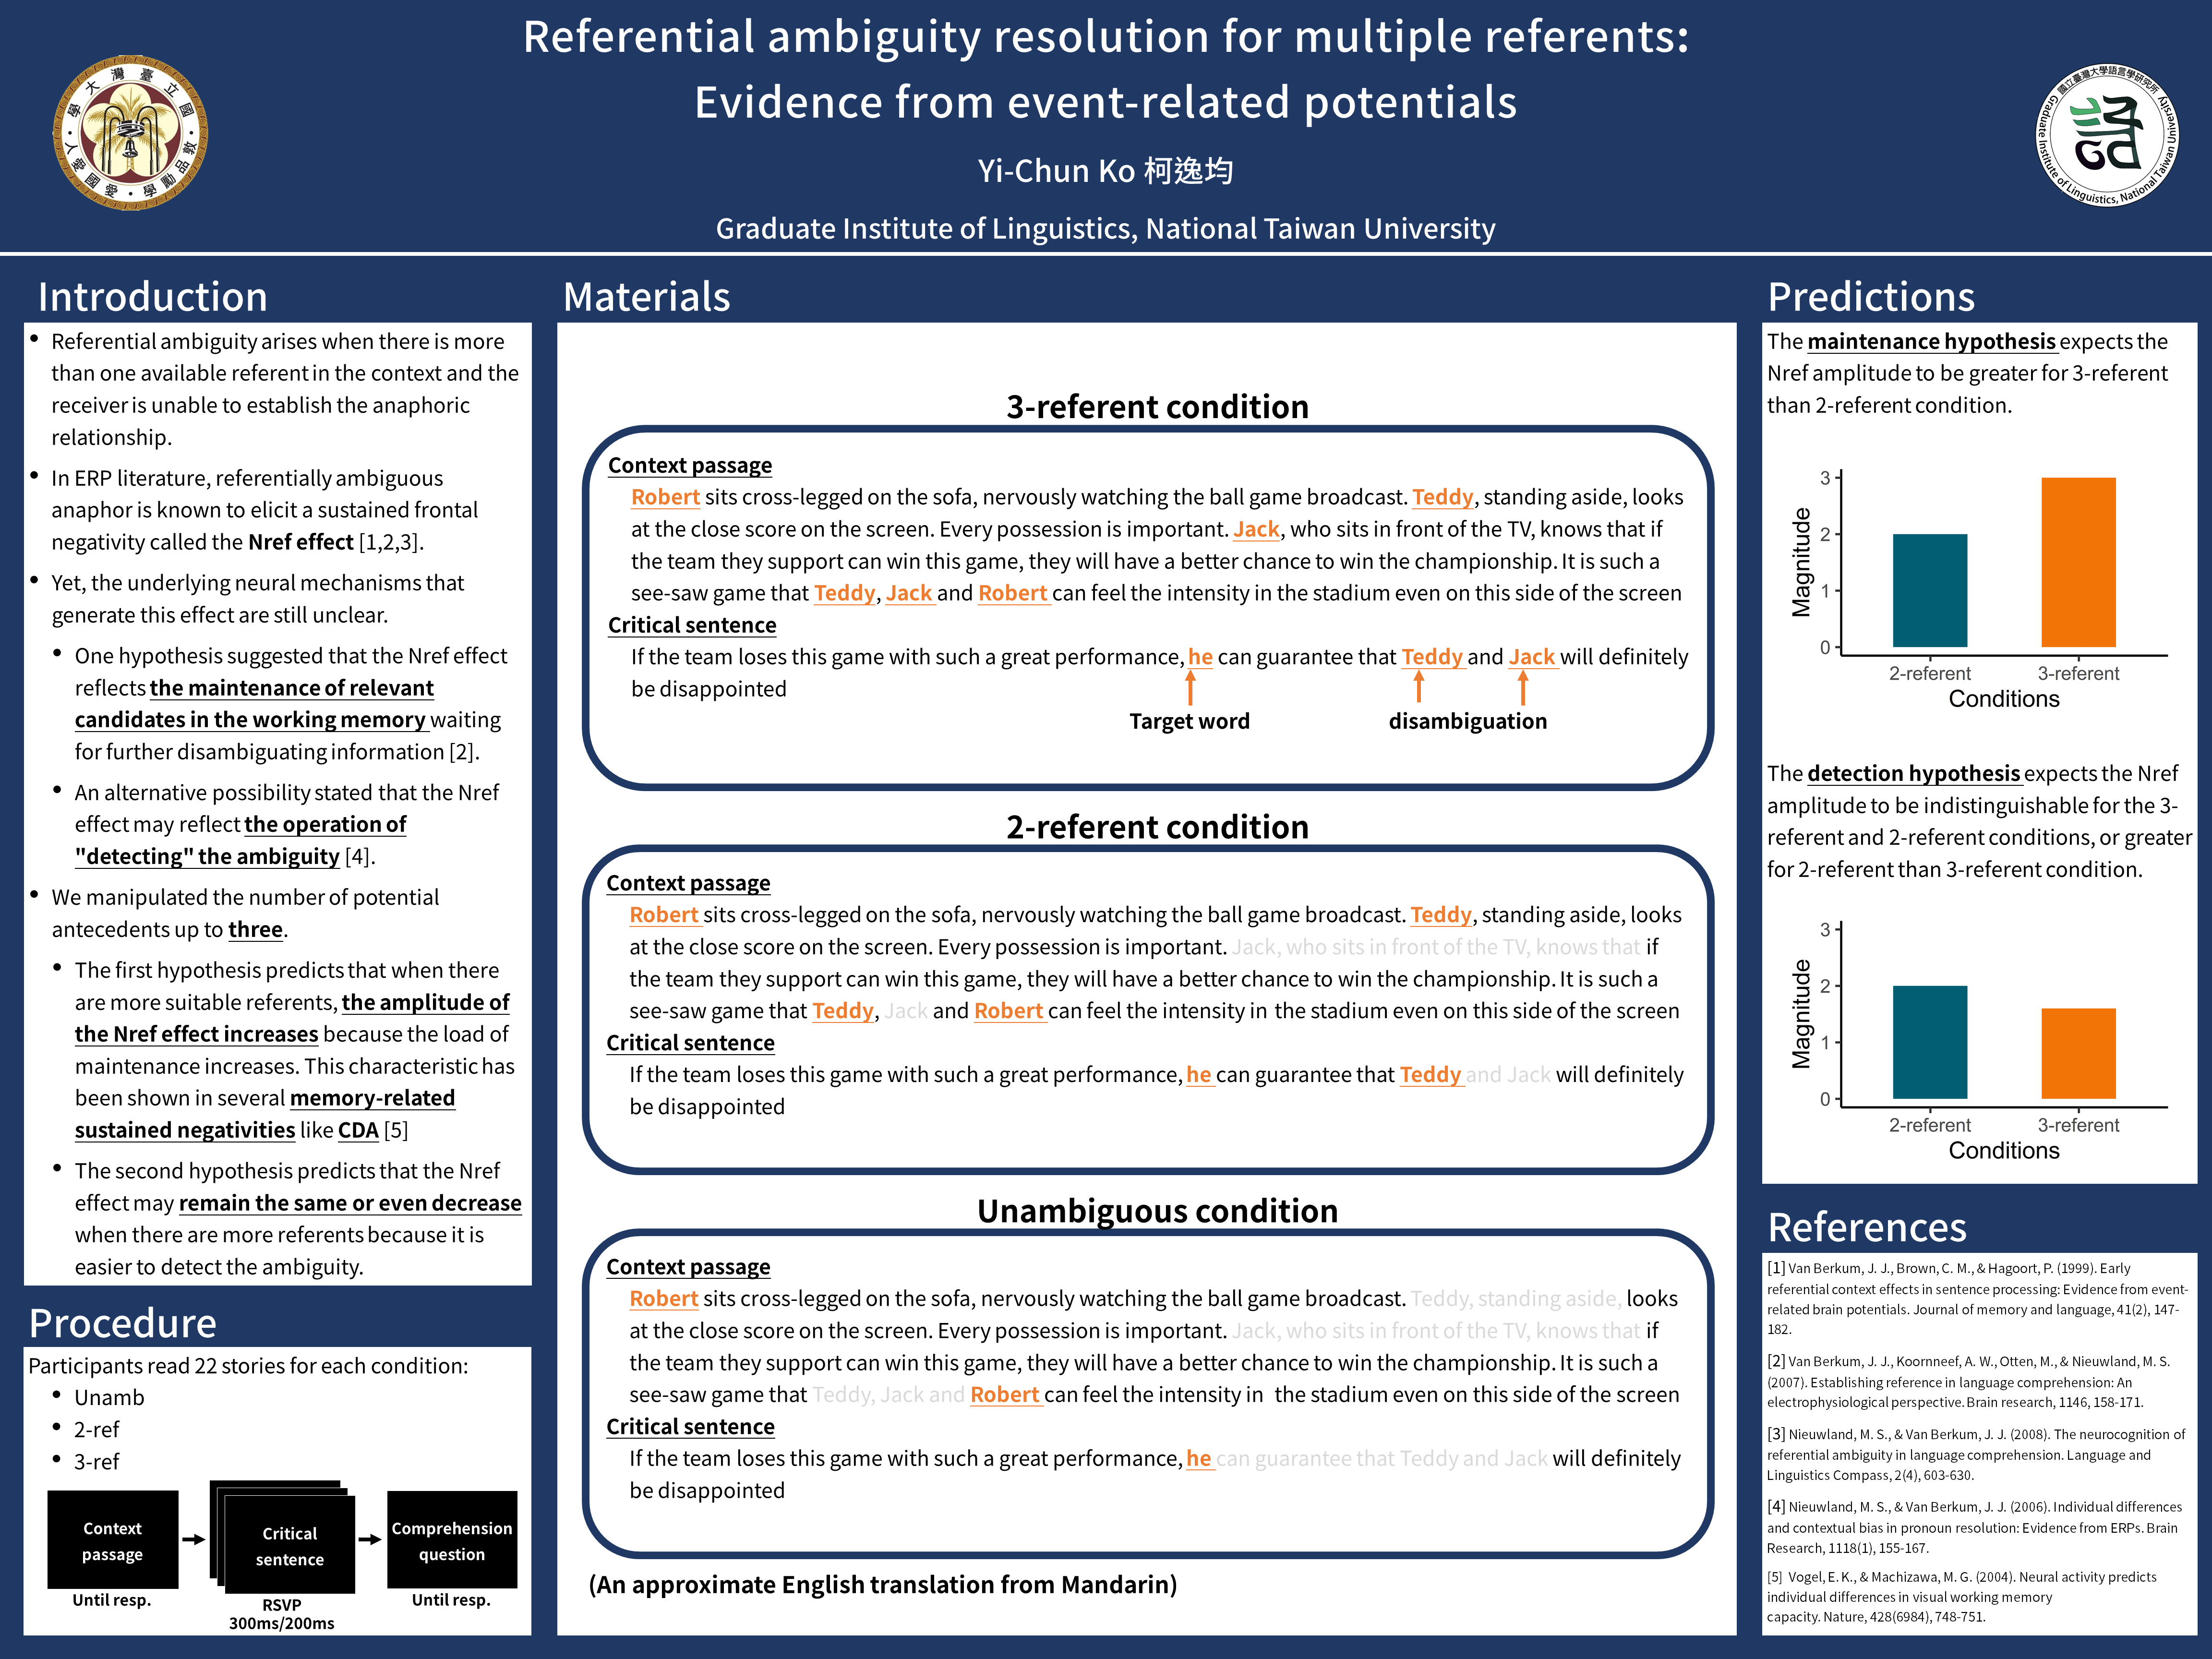 Referential ambiguity resolution for multiple referents:
Evidence from event-related potentials
Yi-Chun Ko 柯逸均
Graduate Institute of Linguistics, National Taiwan University
國立臺灣大學語言學研究所
Graduate Institute of Linguistics, National Taiwan University
Introduction
• Referential ambiguity arises when there is more
than one available referent in the context and the
receiver is unable to establish the anaphoric
relationship.
• In ERP literature, referentially ambiguous
anaphor is known to elicit a sustained frontal
negativity called the Nref effect [1,2,3].
• Yet, the underlying neural mechanisms that
generate this effect are still unclear.
• One hypothesis suggested that the Nref effect
reflects the maintenance of relevant
candidates in the working memory waiting
for further disambiguating information [2].
• An alternative possibility stated that the Nref
effect may reflect the operation of
"detecting" the ambiguity [4].
• We manipulated the number of potential
antecedents up to three.
• The first hypothesis predicts that when there
are more suitable referents, the amplitude of
the Nref effect increases because the load of
maintenance increases. This characteristic has
been shown in several memory-related
sustained negativities like CDA [5]
• The second hypothesis predicts that the Nref
effect may remain the same or even decrease
when there are more referents because it is
easier to detect the ambiguity.
Procedure
Participants read 22 stories for each condition:
• Unamb
• 2-ref
• 3-ref
Context
passage
Until resp.
Critical
sentence
RSVP
300ms/200ms
Comprehension
question
Until resp.
Materials
3-referent condition
Context passage
Robert sits cross-legged on the sofa, nervously watching the ball game broadcast. Teddy, standing aside, looks
at the close score on the screen. Every possession is important. Jack, who sits in front of the TV, knows that if
the team they support can win this game, they will have a better chance to win the championship. It is such a
see-saw game that Teddy, Jack and Robert can feel the intensity in the stadium even on this side of the screen
Critical sentence
If the team loses this game with such a great performance, he can guarantee that Teddy and Jack will definitely
be disappointed
Target word
disambiguation
2-referent condition
Context passage
Robert sits cross-legged on the sofa, nervously watching the ball game broadcast. Teddy, standing aside, looks
at the close score on the screen. Every possession is important. Jack, who sits in front of the TV, knows that if
the team they support can win this game, they will have a better chance to win the championship. It is such a
see-saw game that Teddy, Jack and Robert can feel the intensity in the stadium even on this side of the screen
Critical sentence
If the team loses this game with such a great performance, he can guarantee that Teddy and Jack will definitely
be disappointed
Unambiguous condition
Context passage
Robert sits cross-legged on the sofa, nervously watching the ball game broadcast. Teddy, standing aside, looks
at the close score on the screen. Every possession is important. Jack, who sits in front of the TV, knows that if
the team they support can win this game, they will have a better chance to win the championship. It is such a
see-saw game that Teddy, Jack and Robert can feel the intensity in the stadium even on this side of the screen
Critical sentence
If the team loses this game with such a great performance, he can guarantee that Teddy and Jack will definitely
be disappointed
(An approximate English translation from Mandarin)
Predictions
The maintenance hypothesis expects the
Nref amplitude to be greater for 3-referent
than 2-referent condition.
Magnitude
3
2
1
0
2-referent 3-referent
Conditions
The detection hypothesis expects the Nref
amplitude to be indistinguishable for the 3-
referent and 2-referent conditions, or greater
for 2-referent than 3-referent condition.
Magnitude
3
2
1
0
2-referent 3-referent
Conditions
References
[1] Van Berkum, J. J., Brown, C. M., & Hagoort, P. (1999). Early
referential context effects in sentence processing: Evidence from event-
related brain potentials. Journal of memory and language, 41(2), 147-
182.
[2] Van Berkum, J. J., Koornneef, A. W., Otten, M., & Nieuwland, M. S.
(2007). Establishing reference in language comprehension: An
electrophysiological perspective. Brain research, 1146, 158-171.
[3] Nieuwland, M. S., & Van Berkum, J. J. (2008). The neurocognition of
referential ambiguity in language comprehension. Language and
Linguistics Compass, 2(4), 603-630.
[4] Nieuwland, M. S., & Van Berkum, J. J. (2006). Individual differences
and contextual bias in pronoun resolution: Evidence from ERPs. Brain
Research, 1118(1), 155-167.
[5] Vogel, E. K., & Machizawa, M. G. (2004). Neural activity predicts
individual differences in visual working memory
capacity. Nature, 428(6984), 748-751.